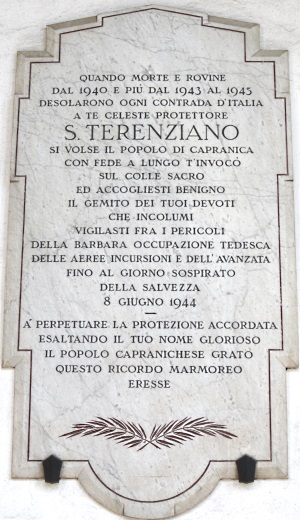 QUANDO MORTE E ROVINE
DAL 1940 E PIÚ DAL 1943 AL 1945
DESOLARONO OGNI CONTRADA D'ITALIA
A TE CELESTE PROTETTORE
S. TERENZIANO
SI VOLSE IL POPOLO DI CAPRANICA
CON FEDE A LUNGO T'INVOCÓ
SUL COLLE SACRO
ED ACCOGLIESTI BENIGNO
IL GEMITO DEI TUOI DEVOTI
CHE INCOLUMI
VIGILASTI FRA I PERICOLI
DELLA BARBARA OCCUPAZIONE TEDESCA
DELLE AEREE INCURSIONI E DELL'AVANZATA
FINO AL GIORNO SOSPIRATO
DELLA SALVEZZA
8 GIUGNO 1944
—
A PERPETUARE LA PROTEZIONE ACCORDATA
ESALTANDO IL TUO NOME GLORIOSO
IL POPOLO CAPRANICHESE GRATO
QUESTO RICORDO MARMOREO
ERESSE